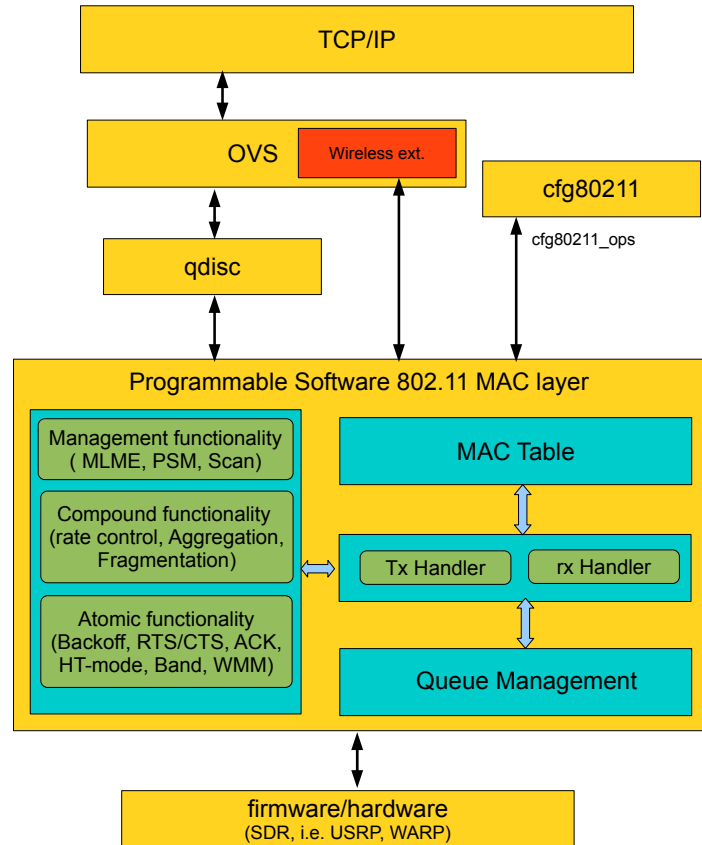 TCP/IP
OVS
Wireless ext.
cfg80211
cfg80211_ops
qdisc
Programmable Software 802.11 MAC layer
Management functionality
( MLME, PSM, Scan)
Compound functionality
(rate control, Aggregation,
Fragmentation)
Atomic functionality
(Backoff, RTS/CTS, ACK,
HT-mode, Band, WMM)
MAC Table
Tx Handler
rx Handler
Queue Management
firmware/hardware
(SDR, i.e. USRP, WARP)